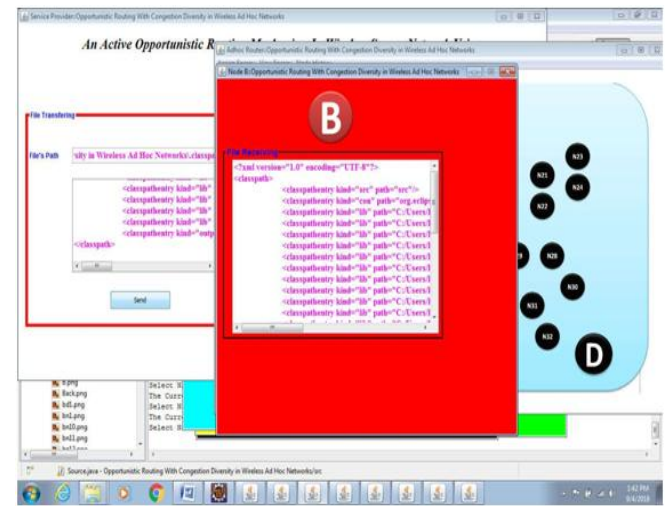 Service Provider:Opportunistic Routing With Congestion Diversity in Wireless Ad Hoc Networks
An Active Opportunistic
Adhoc Router:Opportunistic Routing With Congestion Diversity in Wireless Ad Hoc Networks
Node B:Opportunistic Routing With Congestion Diversity in Wireless Ad Hoc Networks
B
File Transfering
File's Path
sity in Wireless Ad Hoc Networks\.classpa
<classpathentry kind="lib"
<classpathentry kind="lib"
<classpathentry kind="lib"
<classpathentry kind="lib"
<classpathentry kind="outp
</classpath>
Send
File Receiving
<?xml version="1.0" encoding="UTF-8"?>
<classpath>
<classpathentry kind="src" path="src"/>
<classpathentry kind="con" path="org.eclip
<classpathentry kind="lib" path="C:/Users/I
<classpathentry kind="lib" path="C:/Users/I
<classpathentry kind="lib" path="C:/Users/I
<classpathentry kind="lib" path="C:/Users/I
<classpathentry kind="lib" path="C:/Users/I
<classpathentry kind="lib" path="C:/Users/I
<classpathentry kind="lib" path="C:/Users/I
<classpathentry kind="lib" path="C:/Users/I
<classpathentry kind="lib" path="C:/Users/I
N23
N21
N24
N22
N28
N30
N31
N32
D
B.png
Back.png
bd1.png
bn1.png
bn10.png
bn11.png
Select N
The Curr
Select N
The Curr
Select N
Source.java - Opportunistic Routing With Congestion Diversity in Wireless Ad Hoc Networks/src
1:42 PM
8/4/2018